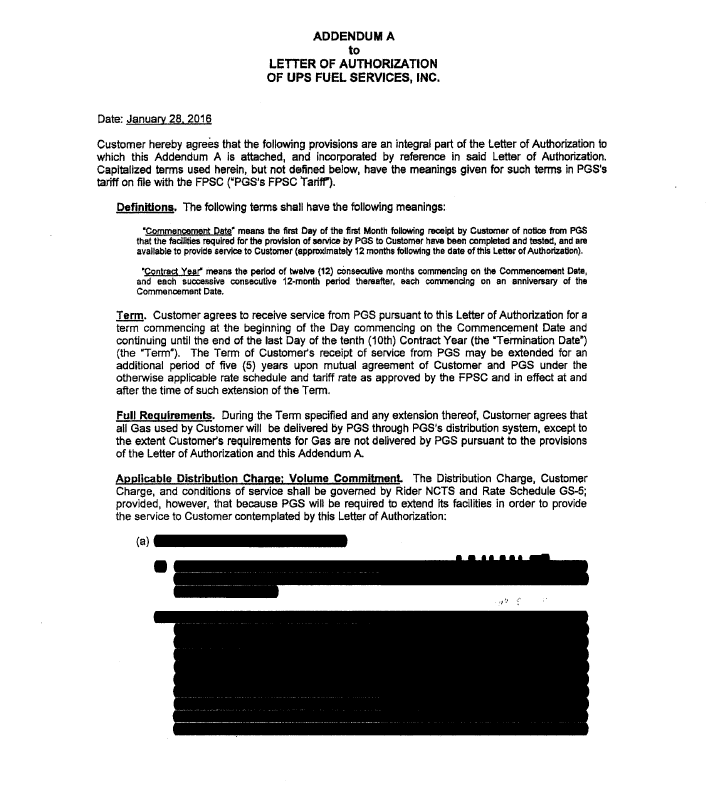 ADDENDUM A
to
LETTER OF AUTHORIZATION
OF UPS FUEL SERVICES, INC.
Date: January 28, 2016
Customer hereby agrees that the following provisions are an integral part of the Letter of Authorization to
which this Addendum A is attached, and incorporated by reference in said Letter of Authorization.
Capitalized terms used herein, but not defined below, have the meanings given for such terms in PGS's
tariff on file with the FPSC ("PGS's FPSC Tariff").
Definitions. The following terms shall have the following meanings:
"Commencement Date" means the first Day of the first Month following receipt by Customer of notice from PGS
that the facilities required for the provision of service by PGS to Customer have been completed and tested, and are
available to provide service to Customer (approximately 12 months following the date of this Letter of Authorization).
"Contract Year" means the period of twelve (12) consecutive months commencing on the Commencement Date,
and each successive consecutive 12-month period thereafter, each commencing on an anniversary of the
Commencement Date.
Term. Customer agrees to receive service from PGS pursuant to this Letter of Authorization for a
term commencing at the beginning of the Day commencing on the Commencement Date and
continuing until the end of the last Day of the tenth (10th) Contract Year (the "Termination Date")
(the "Term"). The Term of Customer's receipt of service from PGS may be extended for an
additional period of five (5) years upon mutual agreement of Customer and PGS under the
otherwise applicable rate schedule and tariff rate as approved by the FPSC and in effect at and
after the time of such extension of the Term.
Full Requirements. During the Term specified and any extension thereof, Customer agrees that
all Gas used by Customer will be delivered by PGS through PGS's distribution system, except to
the extent Customer's requirements for Gas are not delivered by PGS pursuant to the provisions
of the Letter of Authorization and this Addendum A.
Applicable Distribution Charge; Volume Commitment. The Distribution Charge, Customer
Charge, and conditions of service shall be governed by Rider NCTS and Rate Schedule GS-5;
provided, however, that because PGS will be required to extend its facilities in order to provide
the service to Customer contemplated by this Letter of Authorization:
(a)